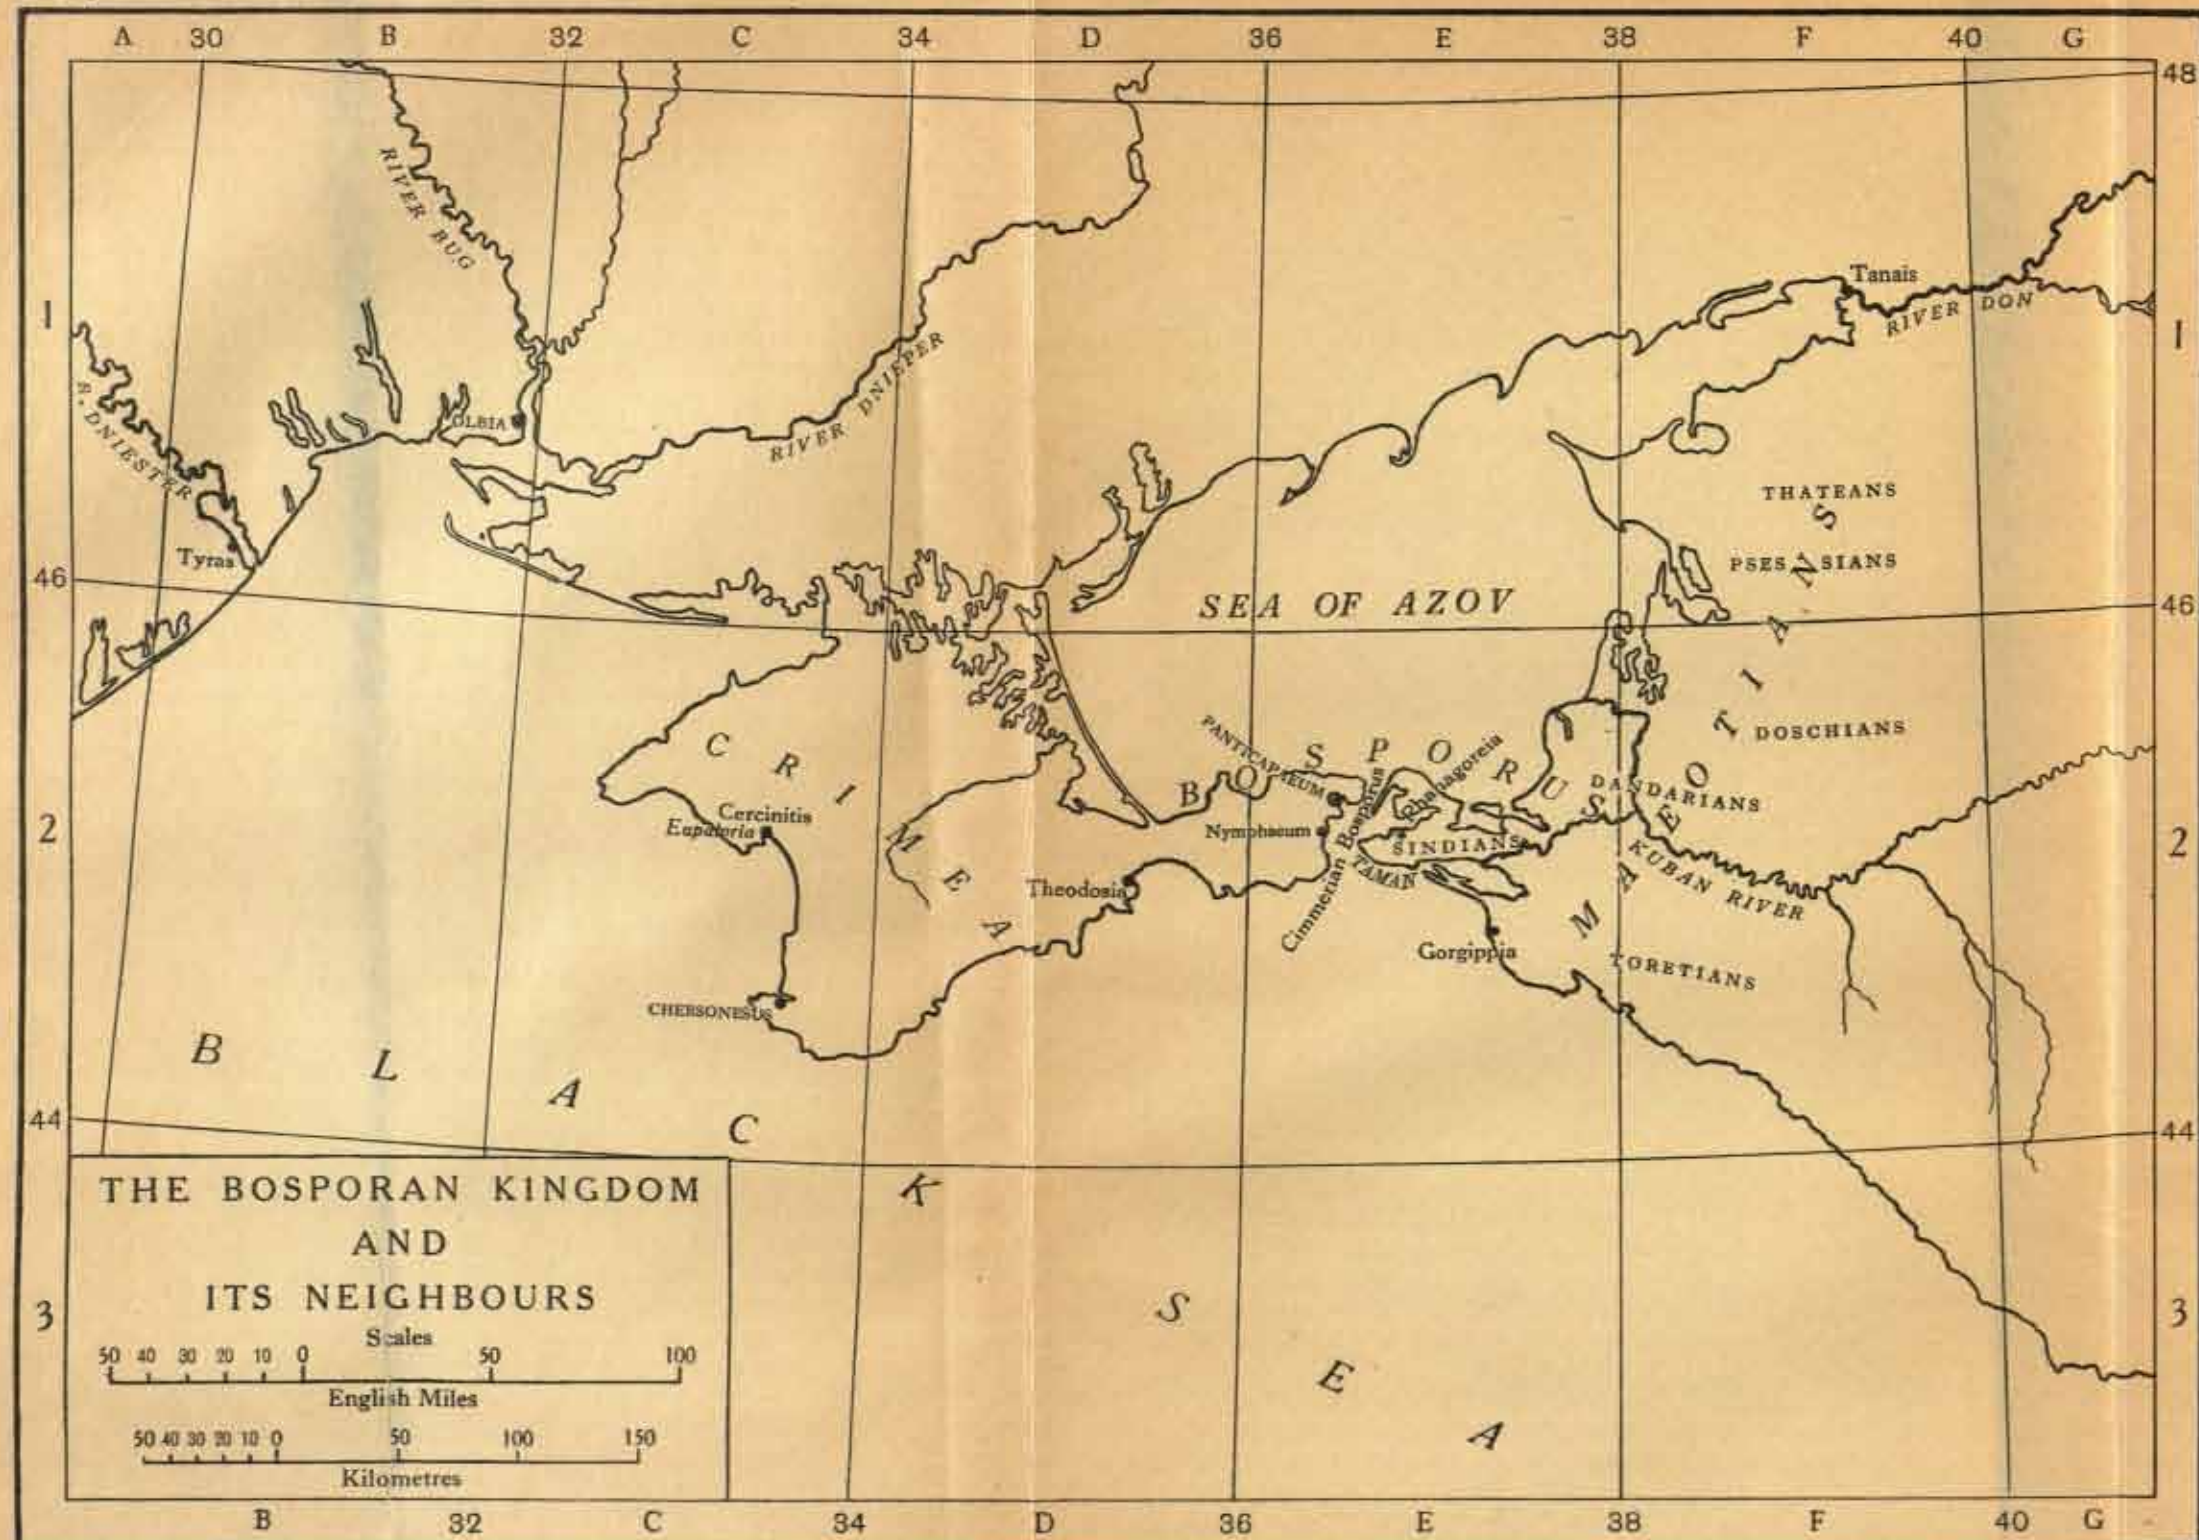 A 30 B 32 C 34 D 36 E 38 F 40 G
48
RIVER BUG
1
Tanais
RIVER DON
1
R. DNIESTER
OLBIA
RIVER DNIEPER
THATEANS
Tyras
PSESSIANS
46
SEA OF AZOV
46
MAEOTIANS
DOSCHIANS
CRIMEA
PANTICAPAEUM
BOSPORUS
Phanagoreia
DANDARIANS
Cercinitis
Eupatoria
Nymphaeum
Cimmerian Bosporus
SINDIANS
2
2
TAMAN
KUBAN RIVER
Theodosia
Gorgippia
TORETIANS
CHERSONESUS
BLACK SEA
44
44
THE BOSPORAN KINGDOM
AND
ITS NEIGHBOURS
Scales
50 40 30 20 10 0 50 100
English Miles
50 40 30 20 10 0 50 100 150
Kilometres
3
3
B 32 C 34 D 36 E 38 F 40 G